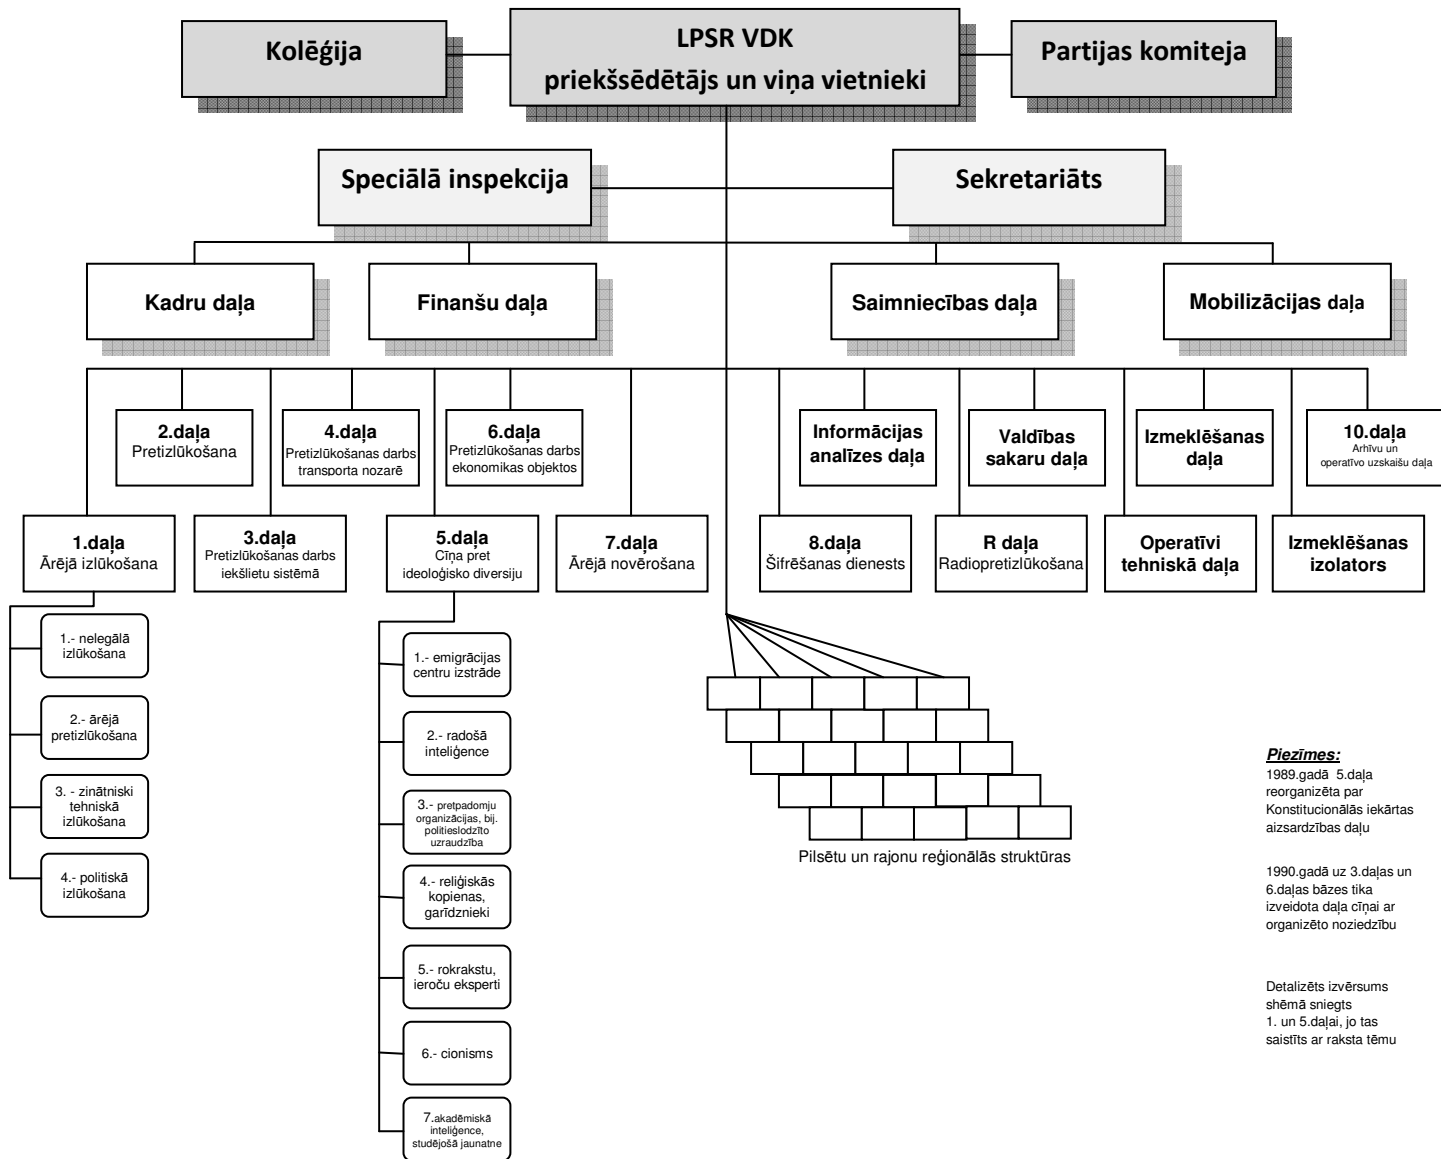 Kolēģija
LPSR VDK
priekšsēdētājs un viņa vietnieki
Partijas komiteja
Speciālā inspekcija
Sekretariāts
Kadru daļa
Finanšu daļa
Saimniecības daļa
Mobilizācijas daļa
2.daļa
Pretizlūkošana
4.daļa
Pretizlūkošanas darbs
transporta nozarē
6.daļa
Pretizlūkošanas darbs
ekonomikas objektos
Informācijas
analīzes daļa
Valdības
sakaru daļa
Izmeklēšanas
daļa
10.daļa
Arhīvu un
operatīvo uzskaišu daļa
1.daļa
Ārējā izlūkošana
3.daļa
Pretizlūkošanas darbs
iekšlietu sistēmā
5.daļa
Cīņa pret
ideoloģisko diversiju
7.daļa
Ārējā novērošana
8.daļa
Šifrēšanas dienests
R daļa
Radiopretizlūkošana
Operatīvi
tehniskā daļa
Izmeklēšanas
izolators
1.- nelegālā
izlūkošana
2.- ārējā
pretizlūkošana
3. - zinātniski
tehniskā
izlūkošana
4.- politiskā
izlūkošana
1.- emigrācijas
centru izstrāde
2.- radošā
inteliģence
3.- pretpadomju
organizācijas, bij.
politieslodzīto
uzraudzība
4.- reliģiskās
kopienas,
garīdznieki
5.- rokrakstu,
ieroču eksperti
6.- cionisms
7.akadēmiskā
inteliģence,
studējošā jaunatne
Pilsētu un rajonu reģionālās struktūras
Piezīmes:
1989.gadā 5.daļa
reorganizēta par
Konstitucionālās iekārtas
aizsardzības daļu
1990.gadā uz 3.daļas un
6.daļas bāzes tika
izveidota daļa cīņai ar
organizēto noziedzību
Detalizēts izvērsums
shēmā sniegts
1. un 5.daļai, jo tas
saistīts ar raksta tēmu